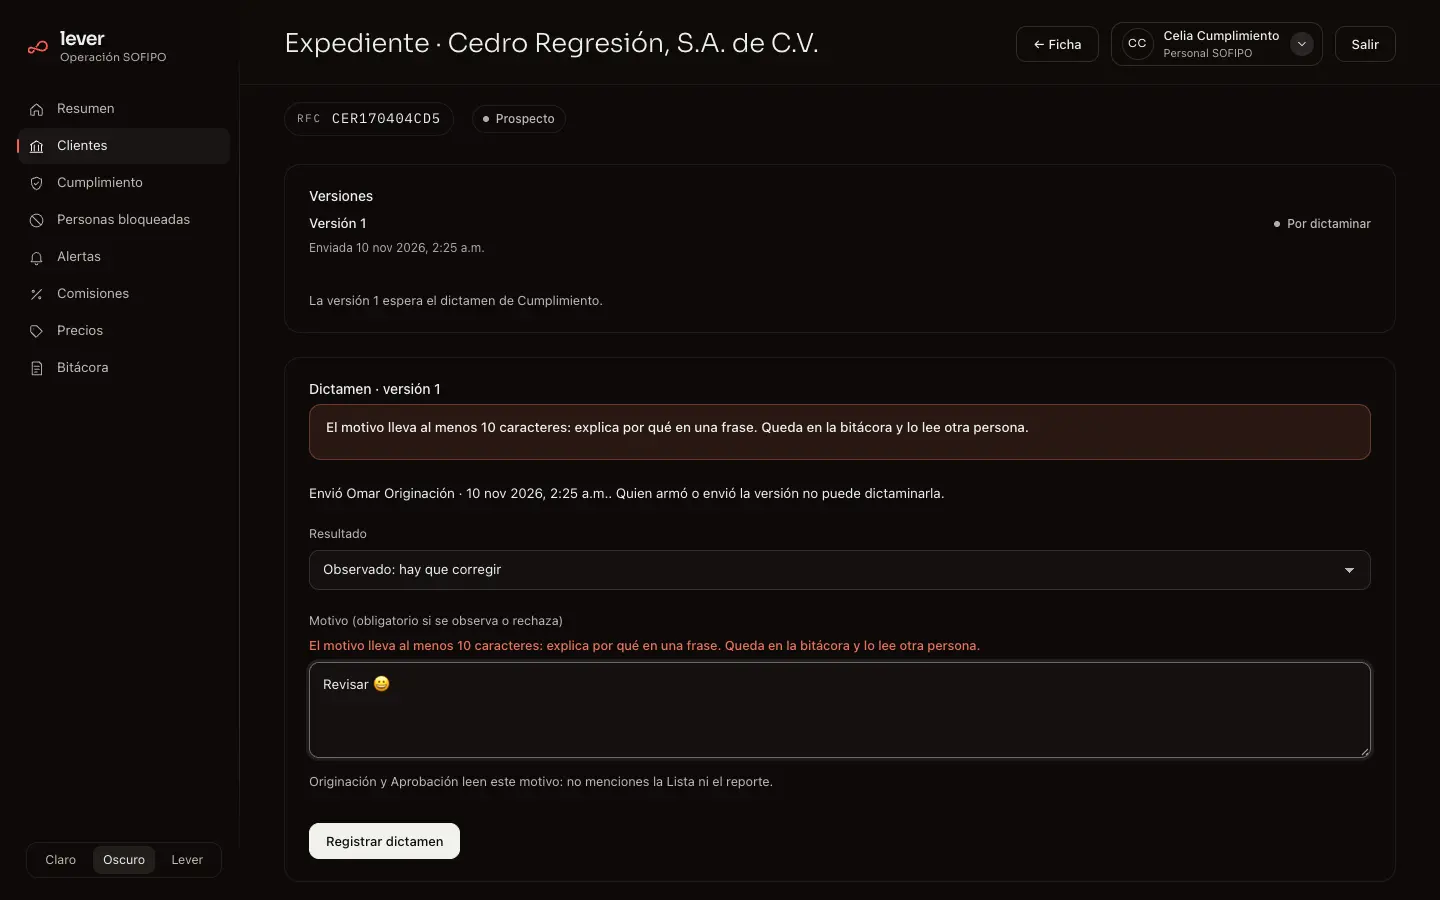 lever
Operación SOFIPO
Resumen
Clientes
Cumplimiento
Personas bloqueadas
Alertas
Comisiones
Precios
Bitácora
Claro
Oscuro
Lever
Expediente · Cedro Regresión, S.A. de C.V.
← Ficha
CC
Celia Cumplimiento
Personal SOFIPO
Salir
RFC CER170404CD5
Prospecto
Versiones
Versión 1
Por dictaminar
Enviada 10 nov 2026, 2:25 a.m.
La versión 1 espera el dictamen de Cumplimiento.
Dictamen · versión 1
El motivo lleva al menos 10 caracteres: explica por qué en una frase. Queda en la bitácora y lo lee otra persona.
Envió Omar Originación · 10 nov 2026, 2:25 a.m.. Quien armó o envió la versión no puede dictaminarla.
Resultado
Observado: hay que corregir
Motivo (obligatorio si se observa o rechaza)
El motivo lleva al menos 10 caracteres: explica por qué en una frase. Queda en la bitácora y lo lee otra persona.
Revisar 😀
Originación y Aprobación leen este motivo: no menciones la Lista ni el reporte.
Registrar dictamen